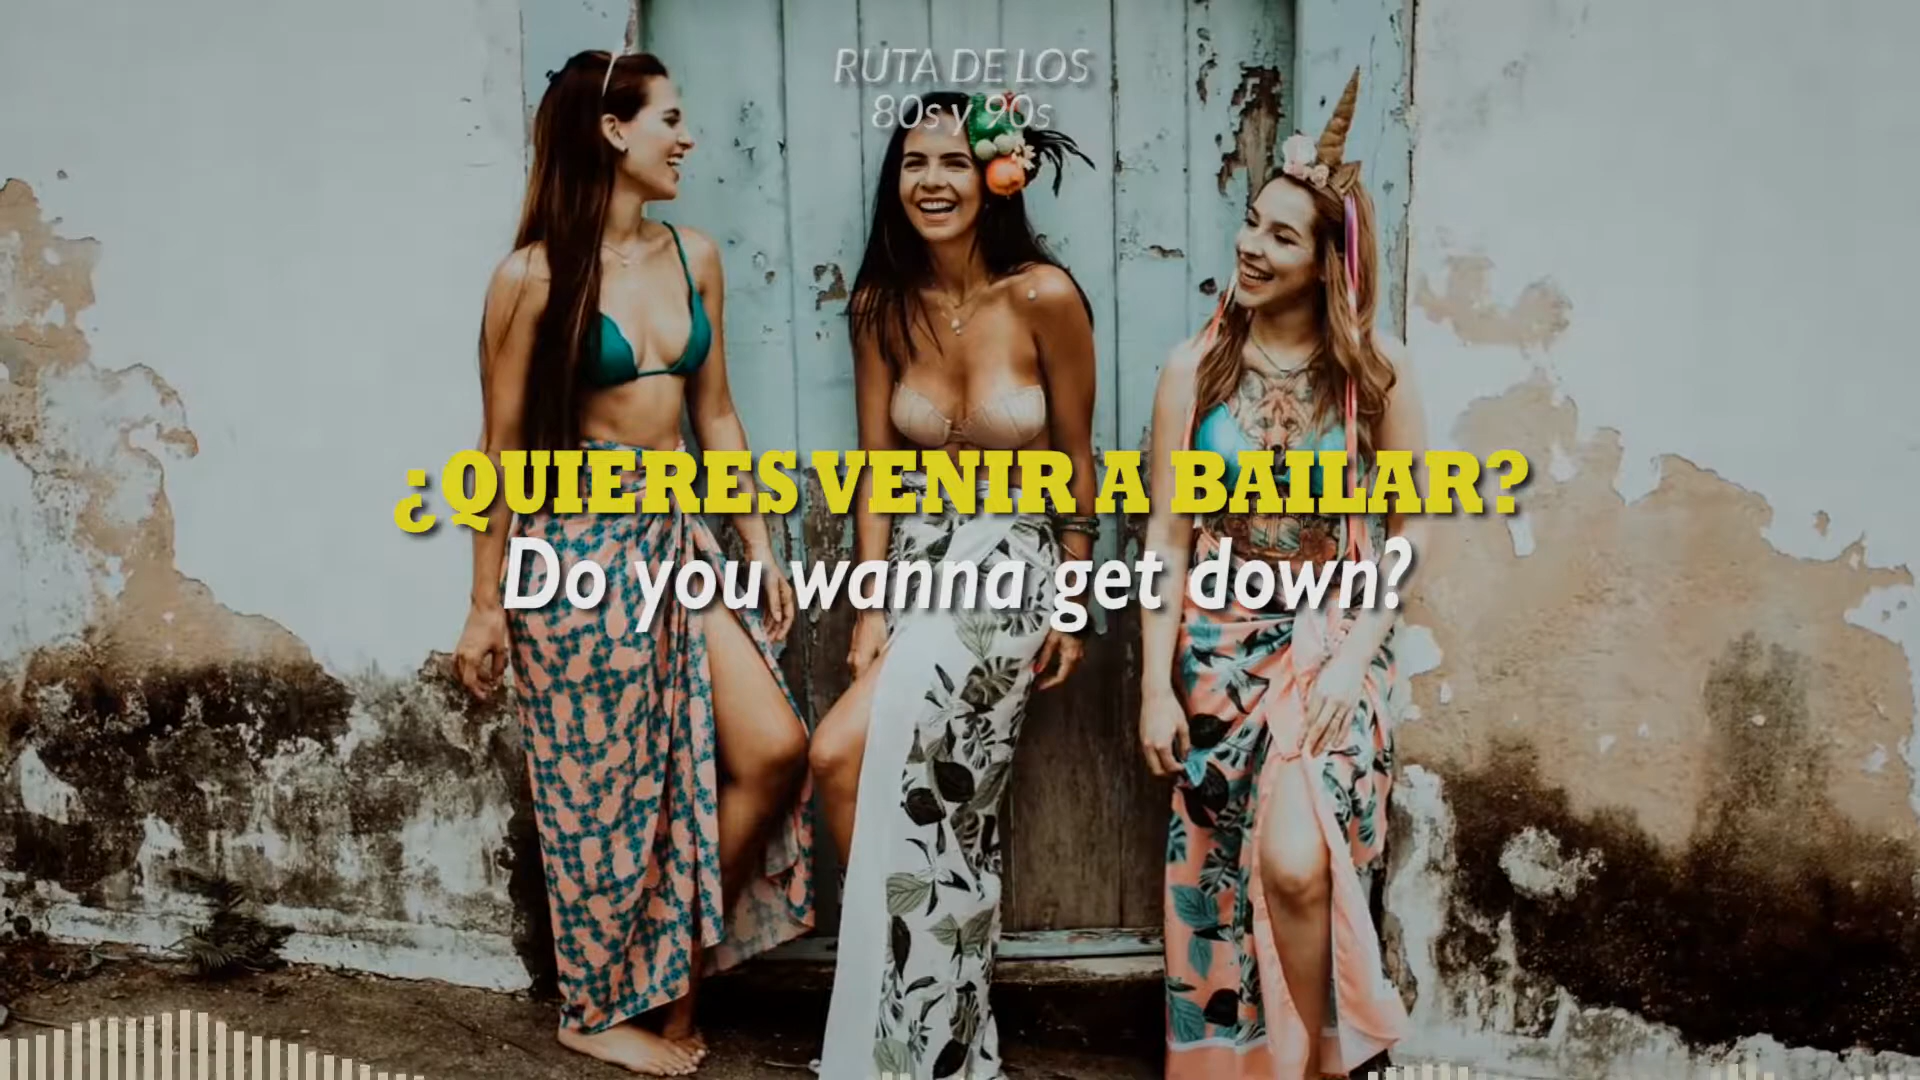 RUTA DE LOS
80s y 90s
¿QUIERES VENIR A BAILAR?
Do you wanna get down?